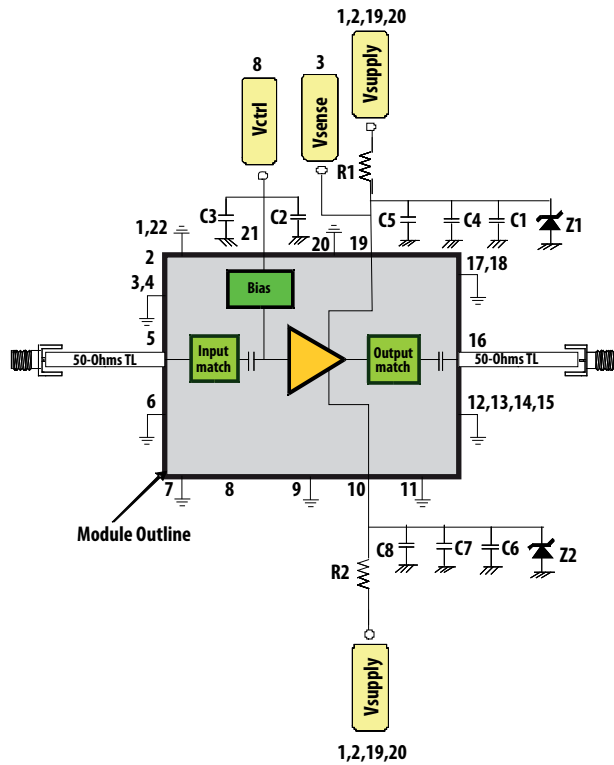 1,2,19,20
8
3
Vctrl
Vsense
Vsupply
R1
C3
C2
C5
C4
C1
Z1
1,22
21
20
19
2
17,18
3,4
Bias
5
16
50-Ohms TL
Input
match
Output
match
50-Ohms TL
6
12,13,14,15
7
8
9
10
11
Module Outline
C8
C7
C6
Z2
R2
Vsupply
1,2,19,20